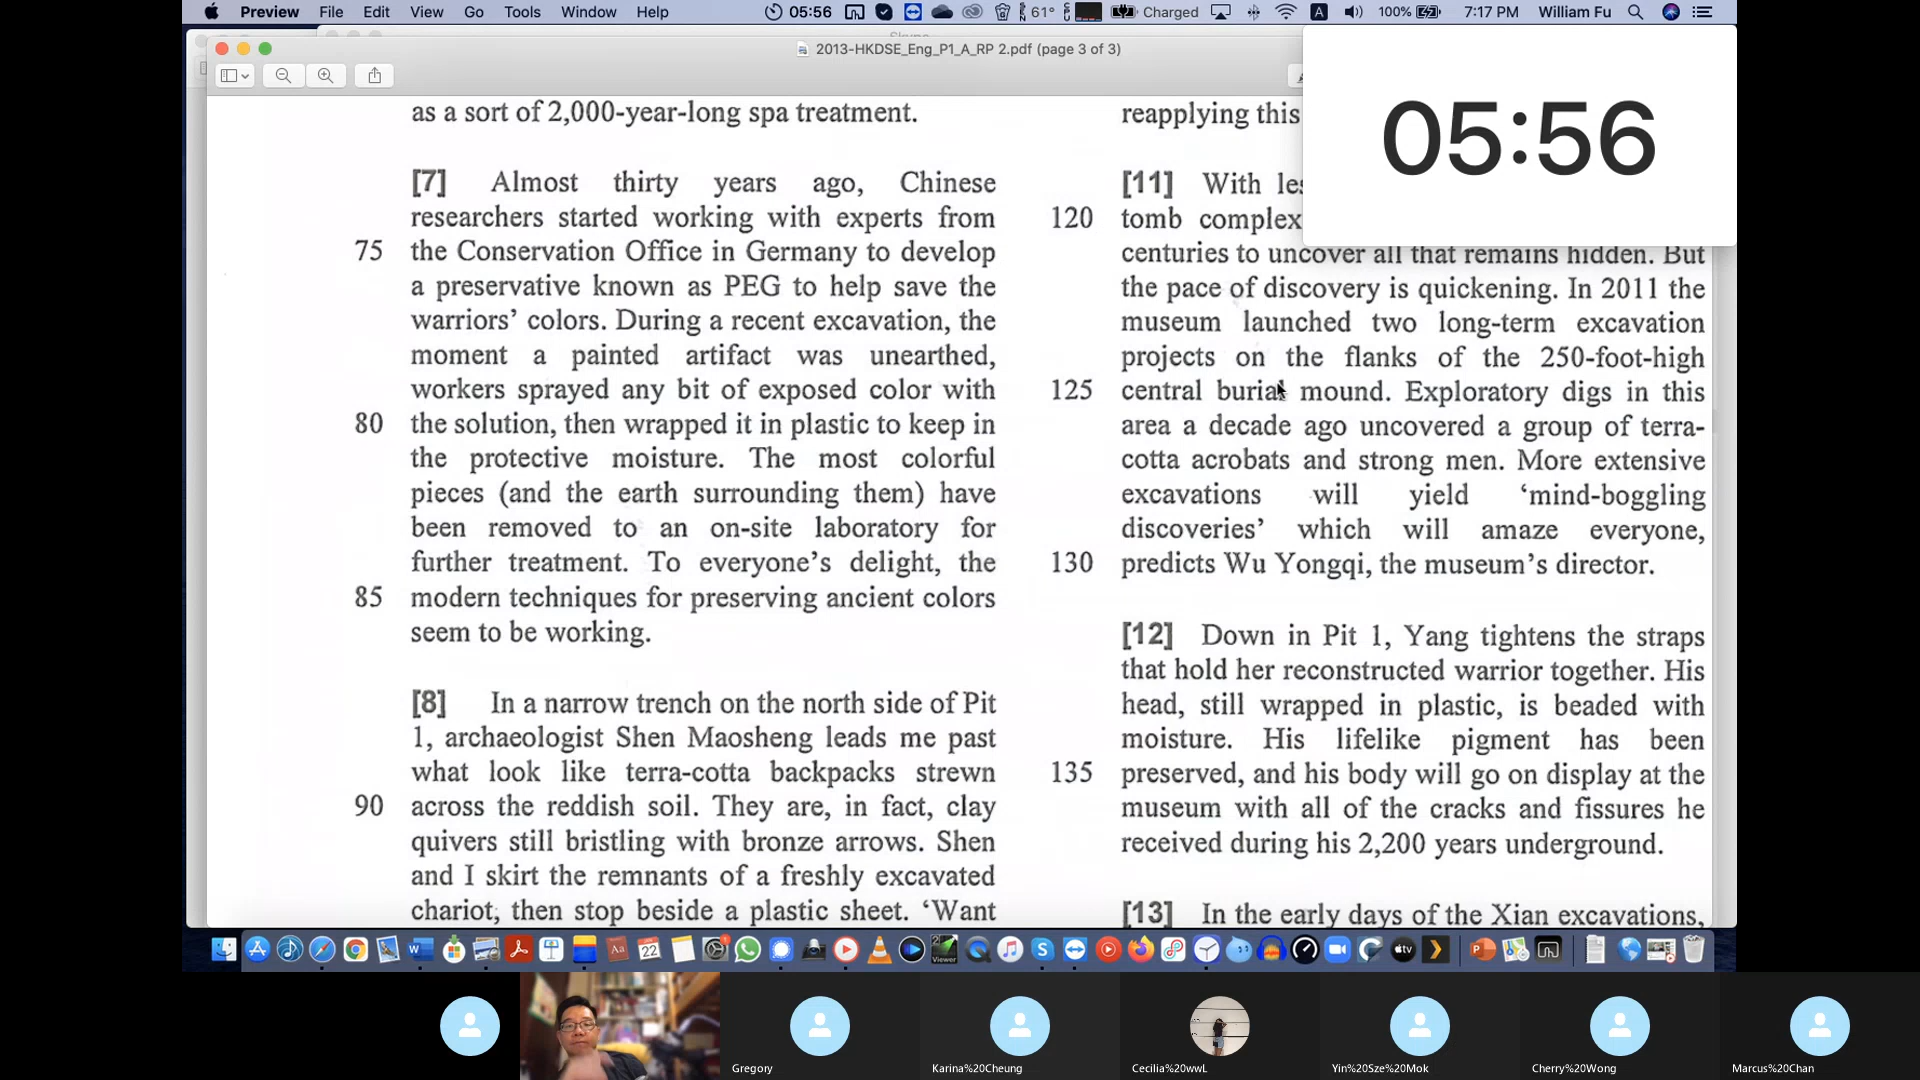 Preview File Edit View Go Tools Window Help
05:56
61°
Charged
100%
7:17 PM
William Fu
2013-HKDSE_Eng_P1_A_RP 2.pdf (page 3 of 3)
05:56
as a sort of 2,000-year-long spa treatment.
[7] Almost thirty years ago, Chinese
researchers started working with experts from
75 the Conservation Office in Germany to develop
a preservative known as PEG to help save the
warriors' colors. During a recent excavation, the
moment a painted artifact was unearthed,
workers sprayed any bit of exposed color with
80 the solution, then wrapped it in plastic to keep in
the protective moisture. The most colorful
pieces (and the earth surrounding them) have
been removed to an on-site laboratory for
further treatment. To everyone's delight, the
85 modern techniques for preserving ancient colors
seem to be working.
[8] In a narrow trench on the north side of Pit
1, archaeologist Shen Maosheng leads me past
what look like terra-cotta backpacks strewn
90 across the reddish soil. They are, in fact, clay
quivers still bristling with bronze arrows. Shen
and I skirt the remnants of a freshly excavated
chariot, then stop beside a plastic sheet. 'Want
reapplying this
[11] With les
120 tomb complex
centuries to uncover all that remains hidden. But
the pace of discovery is quickening. In 2011 the
museum launched two long-term excavation
projects on the flanks of the 250-foot-high
125 central burial mound. Exploratory digs in this
area a decade ago uncovered a group of terra-
cotta acrobats and strong men. More extensive
excavations will yield 'mind-boggling
discoveries' which will amaze everyone,
130 predicts Wu Yongqi, the museum's director.
[12] Down in Pit 1, Yang tightens the straps
that hold her reconstructed warrior together. His
head, still wrapped in plastic, is beaded with
moisture. His lifelike pigment has been
135 preserved, and his body will go on display at the
museum with all of the cracks and fissures he
received during his 2,200 years underground.
[13] In the early days of the Xian excavations,
Gregory
Karina%20Cheung
Cecilia%20wwL
Yin%20Sze%20Mok
Cherry%20Wong
Marcus%20Chan